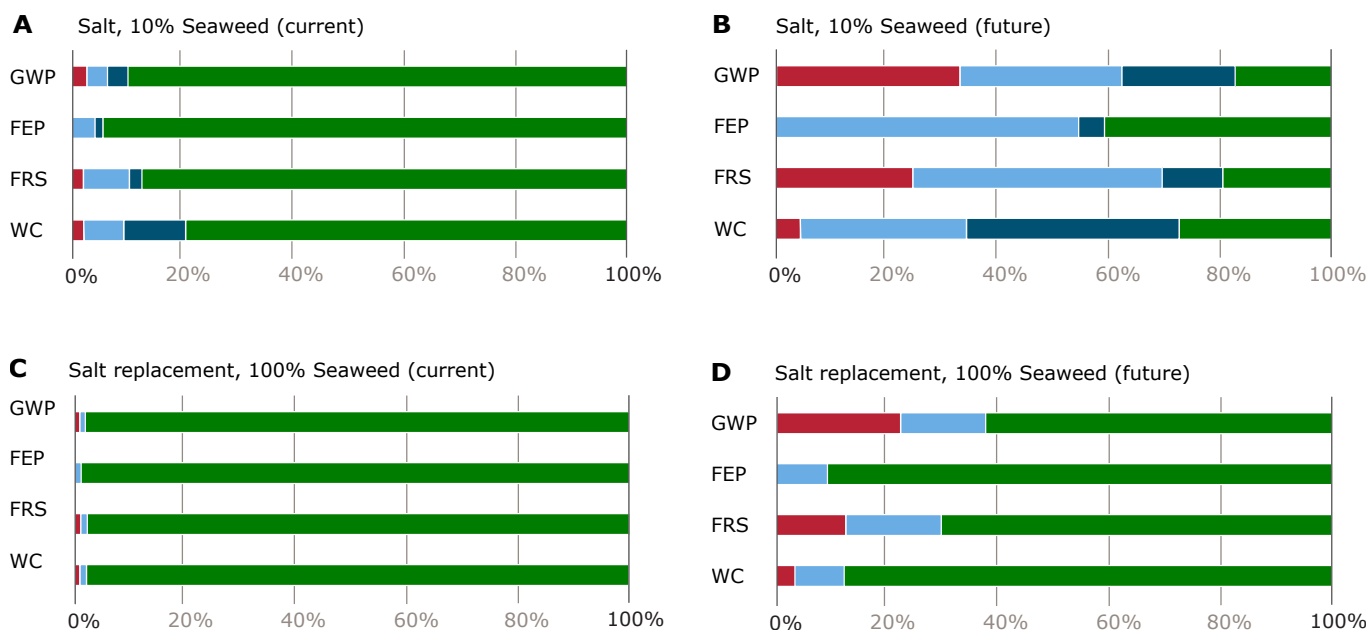 A Salt, 10% Seaweed (current)
GWP
FEP
FRS
WC
0% 20% 40% 60% 80% 100%
B Salt, 10% Seaweed (future)
GWP
FEP
FRS
WC
0% 20% 40% 60% 80% 100%
C Salt replacement, 100% Seaweed (current)
GWP
FEP
FRS
WC
0% 20% 40% 60% 80% 100%
D Salt replacement, 100% Seaweed (future)
GWP
FEP
FRS
WC
0% 20% 40% 60% 80% 100%